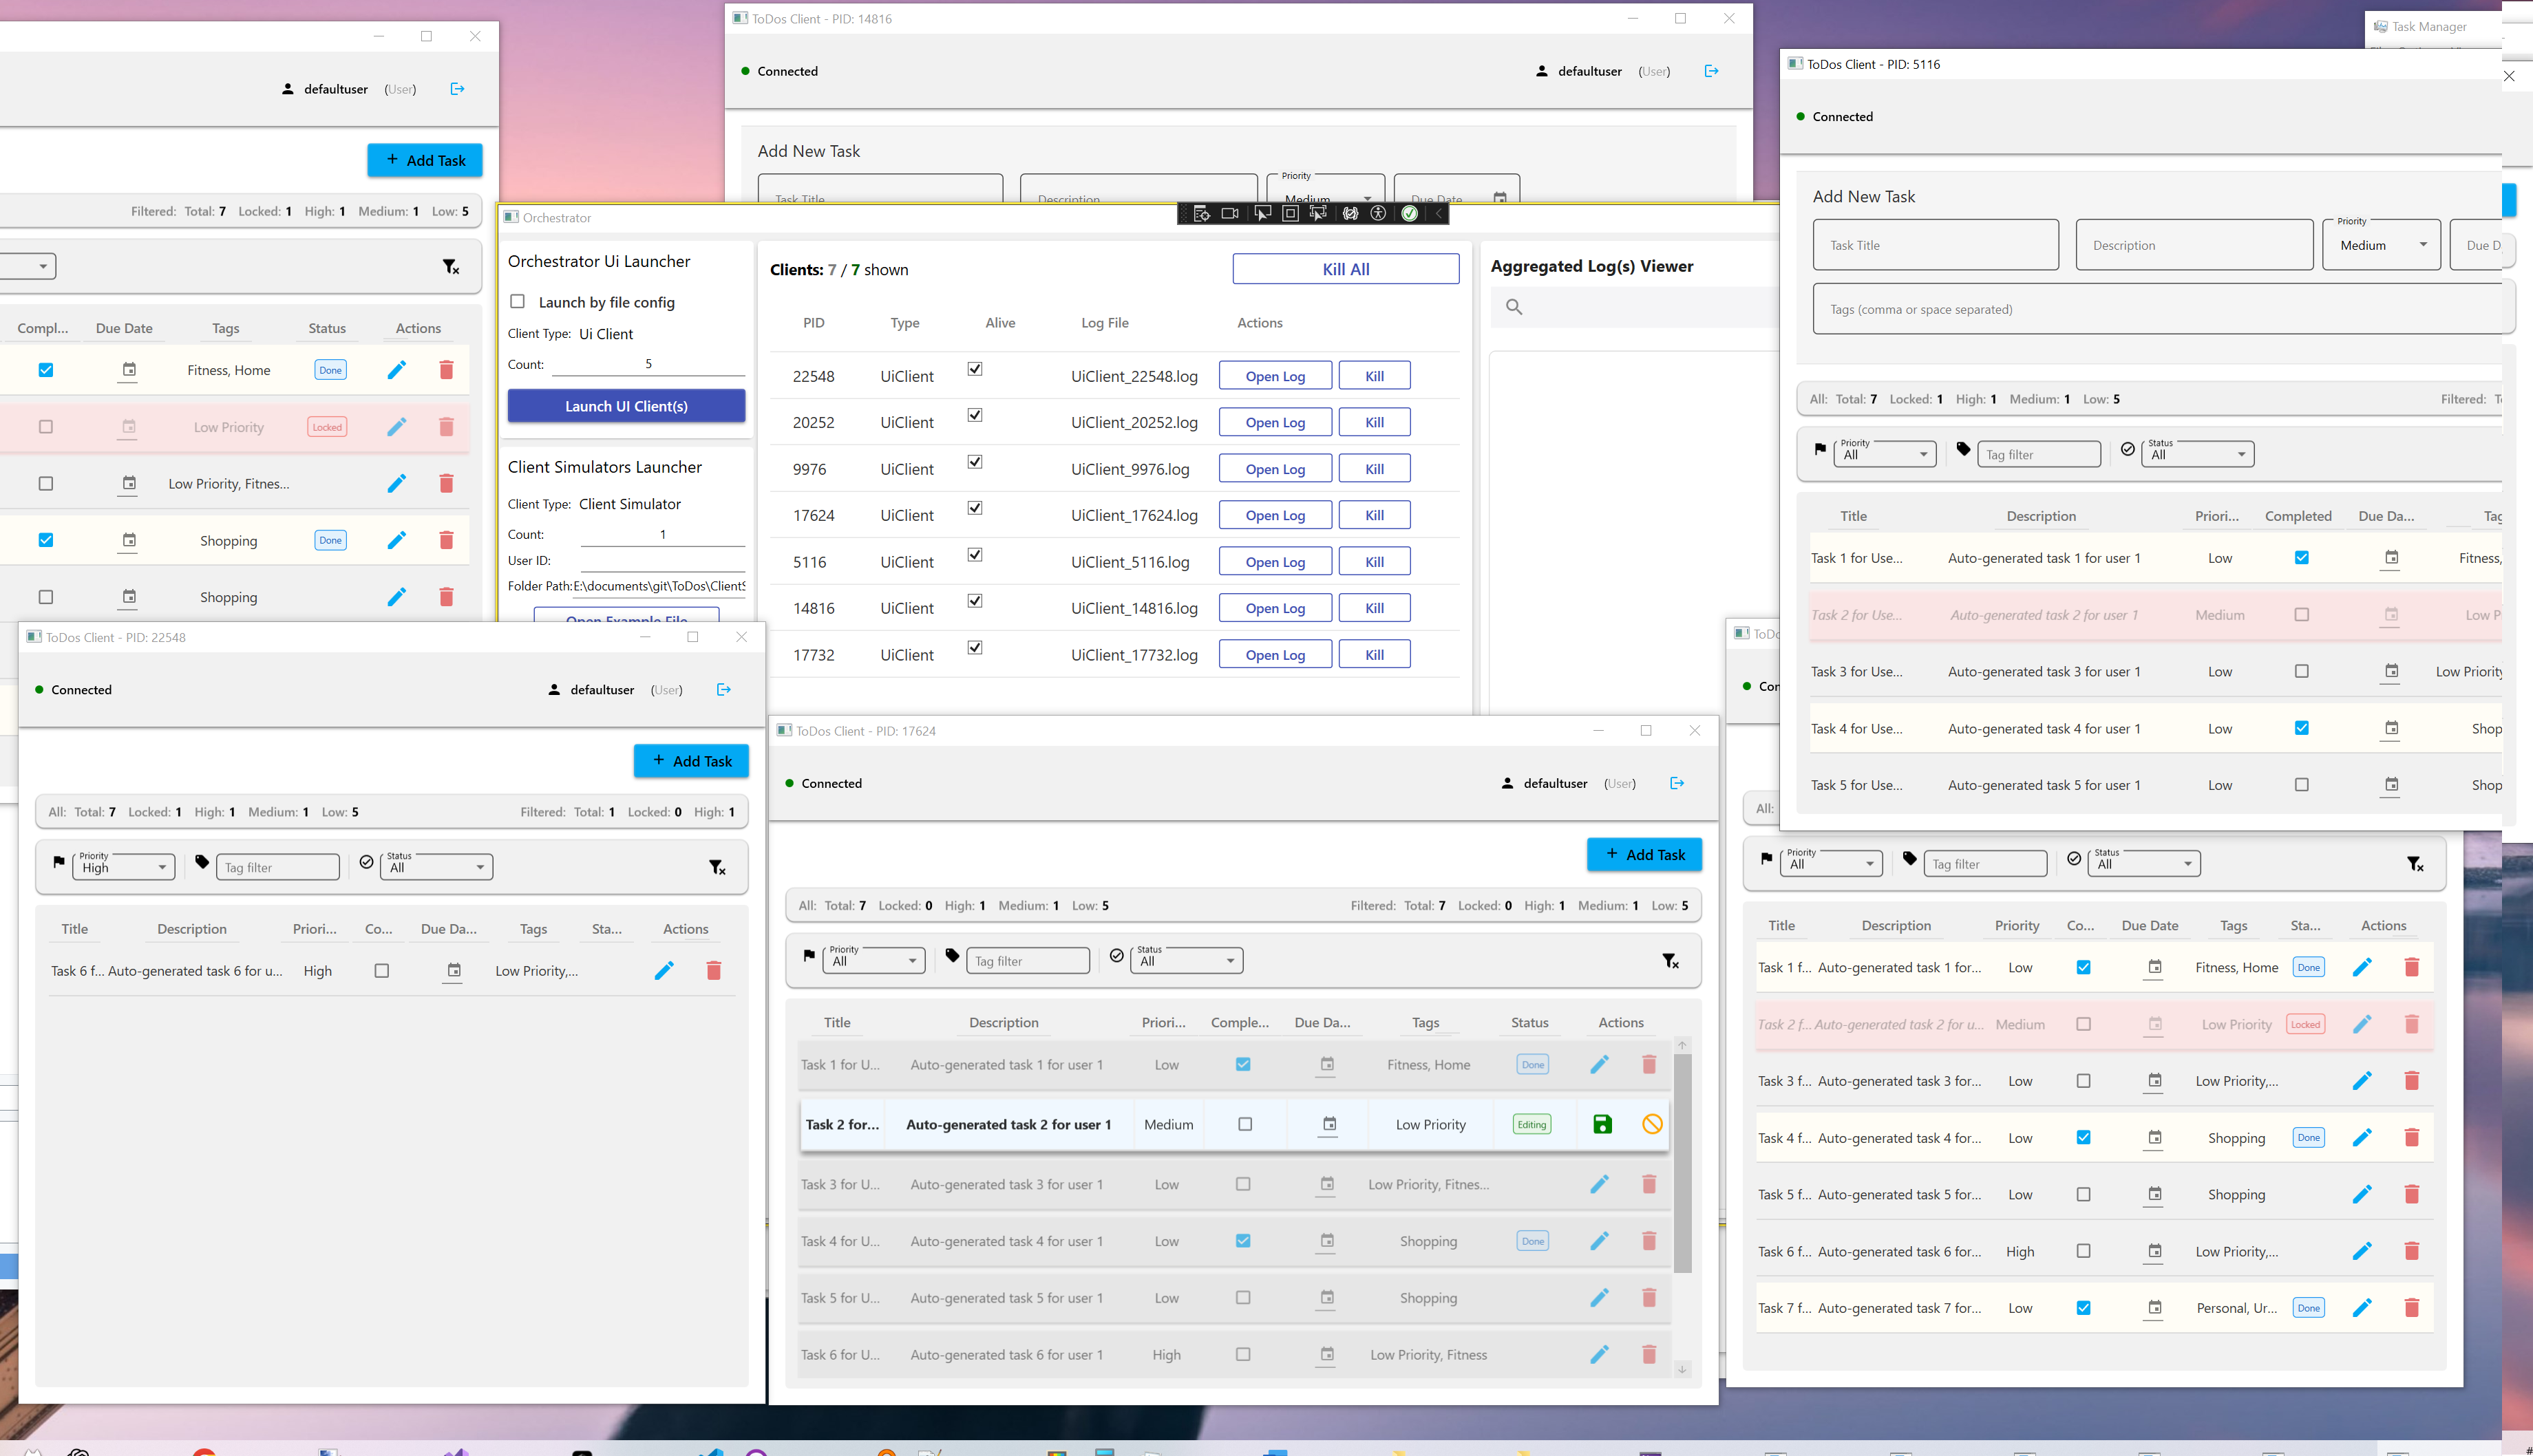 ToDos Client - PID: 14816
Connected
defaultuser (User)
Add New Task
Task Title
Description
Priority
Medium
Due Date
Task Manager
defaultuser (User)
+ Add Task
Filtered: Total: 7 Locked: 1 High: 1 Medium: 1 Low: 5
Compl... Due Date Tags Status Actions
Fitness, Home Done
Low Priority Locked
Low Priority, Fitnes...
Shopping Done
Shopping
Orchestrator
Orchestrator Ui Launcher
Launch by file config
Client Type: Ui Client
Count: 5
Launch UI Client(s)
Client Simulators Launcher
Client Type: Client Simulator
Count: 1
User ID:
Folder Path: E:\documents\git\ToDos\ClientS
Open Example File
Clients: 7 / 7 shown
Kill All
PID Type Alive Log File Actions
22548 UiClient UiClient_22548.log Open Log Kill
20252 UiClient UiClient_20252.log Open Log Kill
9976 UiClient UiClient_9976.log Open Log Kill
17624 UiClient UiClient_17624.log Open Log Kill
5116 UiClient UiClient_5116.log Open Log Kill
14816 UiClient UiClient_14816.log Open Log Kill
17732 UiClient UiClient_17732.log Open Log Kill
Aggregated Log(s) Viewer
ToDos Client - PID: 5116
Connected
Add New Task
Task Title
Description
Priority
Medium
Due D
Tags (comma or space separated)
All: Total: 7 Locked: 1 High: 1 Medium: 1 Low: 5
Filtered: T
Priority
All
Tag filter
Status
All
Title Description Priori... Completed Due Da... Tag
Task 1 for Use... Auto-generated task 1 for user 1 Low Fitness,
Task 2 for Use... Auto-generated task 2 for user 1 Medium Low P
Task 3 for Use... Auto-generated task 3 for user 1 Low Low Priority
Task 4 for Use... Auto-generated task 4 for user 1 Low Shop
Task 5 for Use... Auto-generated task 5 for user 1 Low Shop
ToDos Client - PID: 22548
Connected
defaultuser (User)
+ Add Task
All: Total: 7 Locked: 1 High: 1 Medium: 1 Low: 5
Filtered: Total: 1 Locked: 0 High: 1
Priority
High
Tag filter
Status
All
Title Description Priori... Co... Due Da... Tags Sta... Actions
Task 6 f... Auto-generated task 6 for u... High Low Priority,...
ToDos Client - PID: 17624
Connected
defaultuser (User)
+ Add Task
All: Total: 7 Locked: 0 High: 1 Medium: 1 Low: 5
Filtered: Total: 7 Locked: 0 High: 1 Medium: 1 Low: 5
Priority
All
Tag filter
Status
All
Title Description Priori... Comple... Due Da... Tags Status Actions
Task 1 for U... Auto-generated task 1 for user 1 Low Fitness, Home Done
Task 2 for... Auto-generated task 2 for user 1 Medium Low Priority Editing
Task 3 for U... Auto-generated task 3 for user 1 Low Low Priority, Fitnes...
Task 4 for U... Auto-generated task 4 for user 1 Low Shopping Done
Task 5 for U... Auto-generated task 5 for user 1 Low Shopping
Task 6 for U... Auto-generated task 6 for user 1 High Low Priority, Fitness
ToDo
Con
All:
Priority
All
Tag filter
Status
All
Title Description Priority Co... Due Date Tags Sta... Actions
Task 1 f... Auto-generated task 1 for... Low Fitness, Home Done
Task 2 f... Auto-generated task 2 for u... Medium Low Priority Locked
Task 3 f... Auto-generated task 3 for... Low Low Priority,...
Task 4 f... Auto-generated task 4 for... Low Shopping Done
Task 5 f... Auto-generated task 5 for... Low Shopping
Task 6 f... Auto-generated task 6 for... High Low Priority,...
Task 7 f... Auto-generated task 7 for... Low Personal, Ur... Done